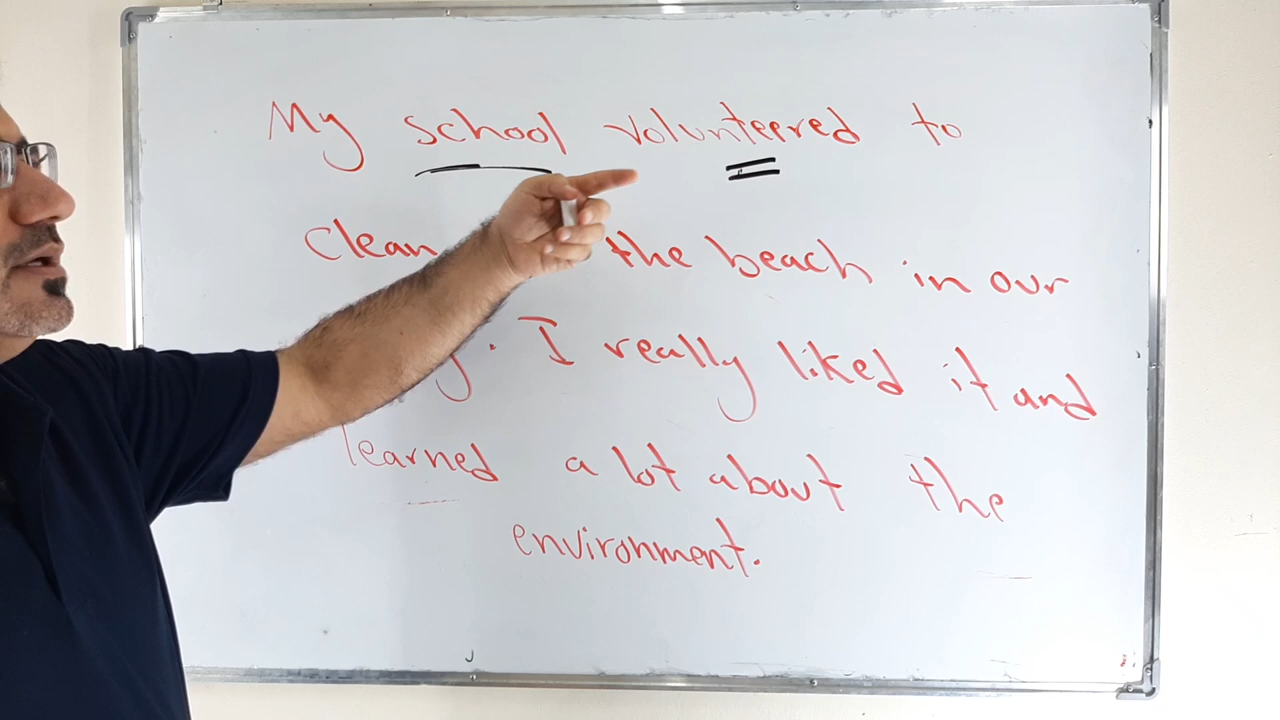 My school volunteered to
clean the beach in our
I really liked it and
learned a lot about the
environment.